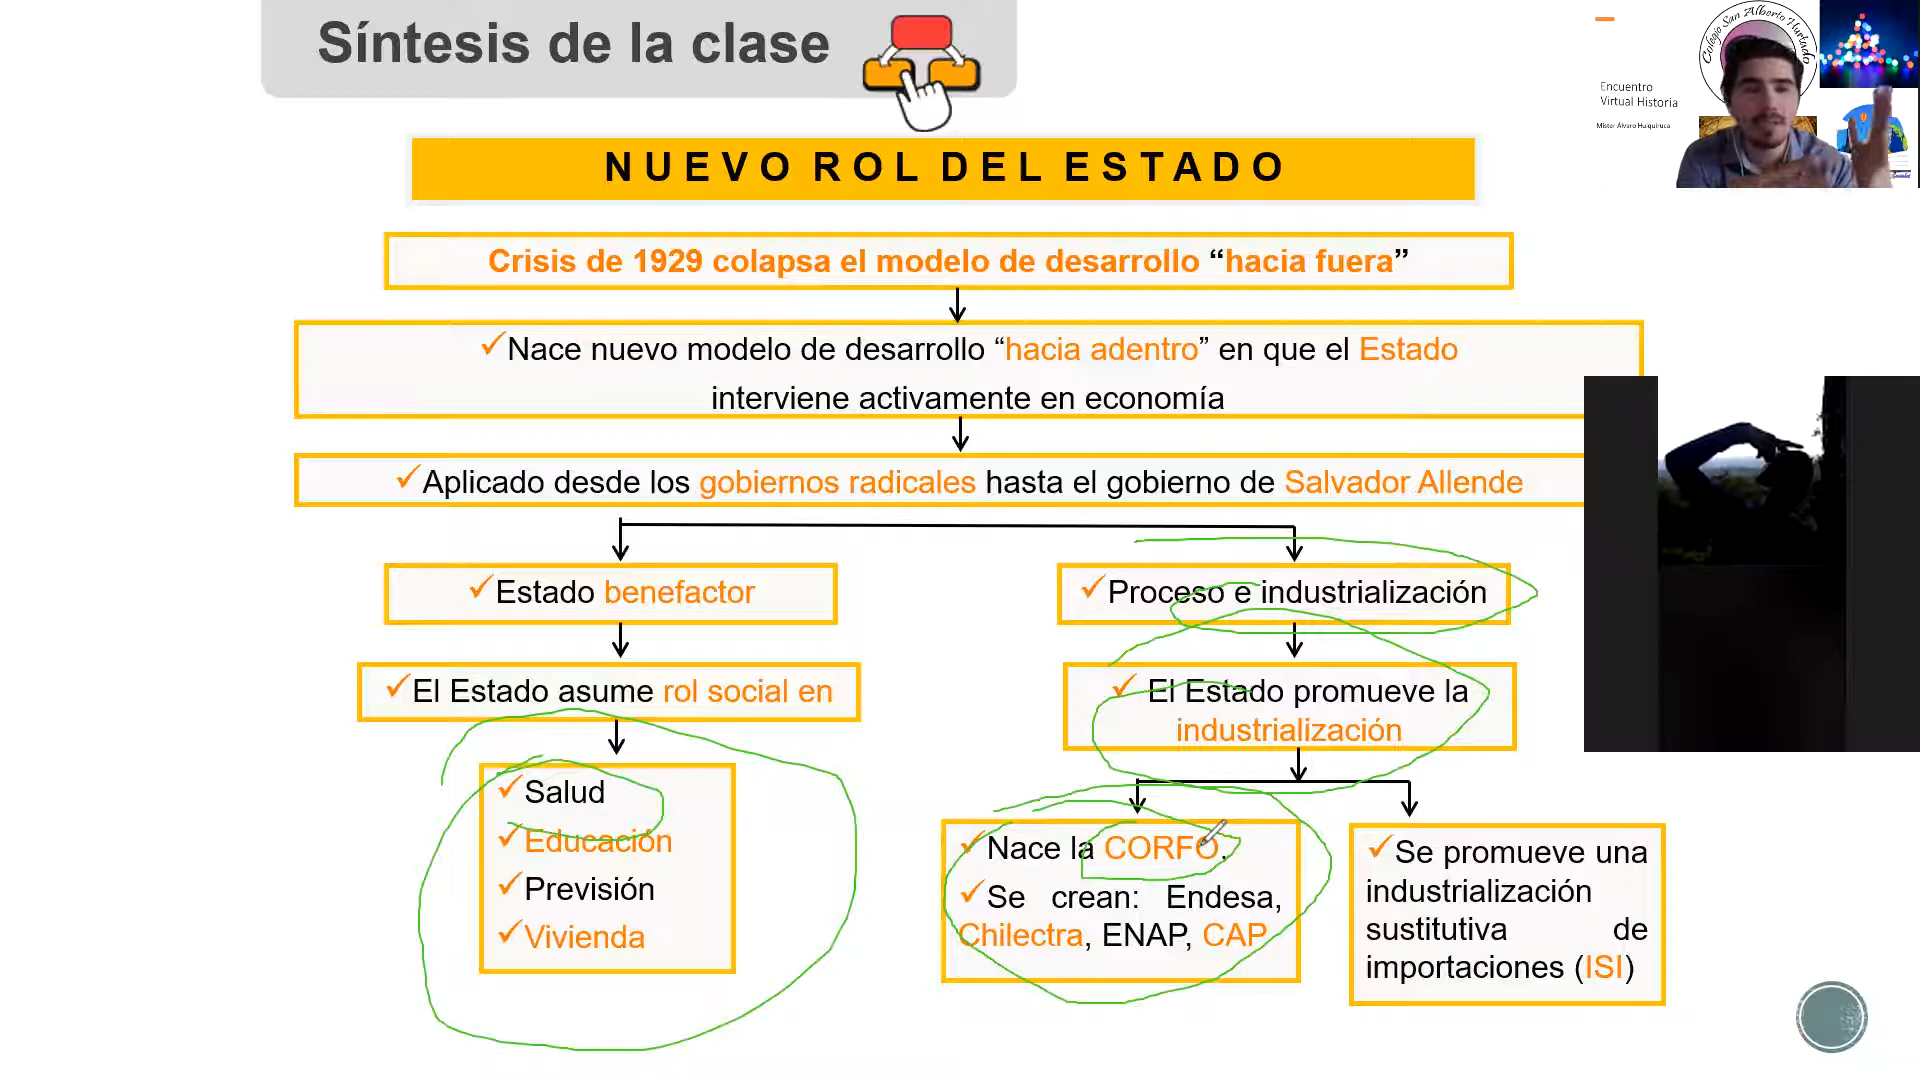 Síntesis de la clase
Colegio San Alberto Hurtado
Encuentro
Virtual Historia
Míster Álvaro Huiquiruca
NUEVO ROL DEL ESTADO
Crisis de 1929 colapsa el modelo de desarrollo “hacia fuera”
✓Nace nuevo modelo de desarrollo “hacia adentro” en que el Estado
interviene activamente en economía
✓Aplicado desde los gobiernos radicales hasta el gobierno de Salvador Allende
✓Estado benefactor
✓Proceso e industrialización
✓El Estado asume rol social en
✓ El Estado promueve la
industrialización
✓Salud
✓Educación
✓Previsión
✓Vivienda
✓Nace la CORFO.
✓Se crean: Endesa,
Chilectra, ENAP, CAP
✓Se promueve una
industrialización
sustitutiva de
importaciones (ISI)